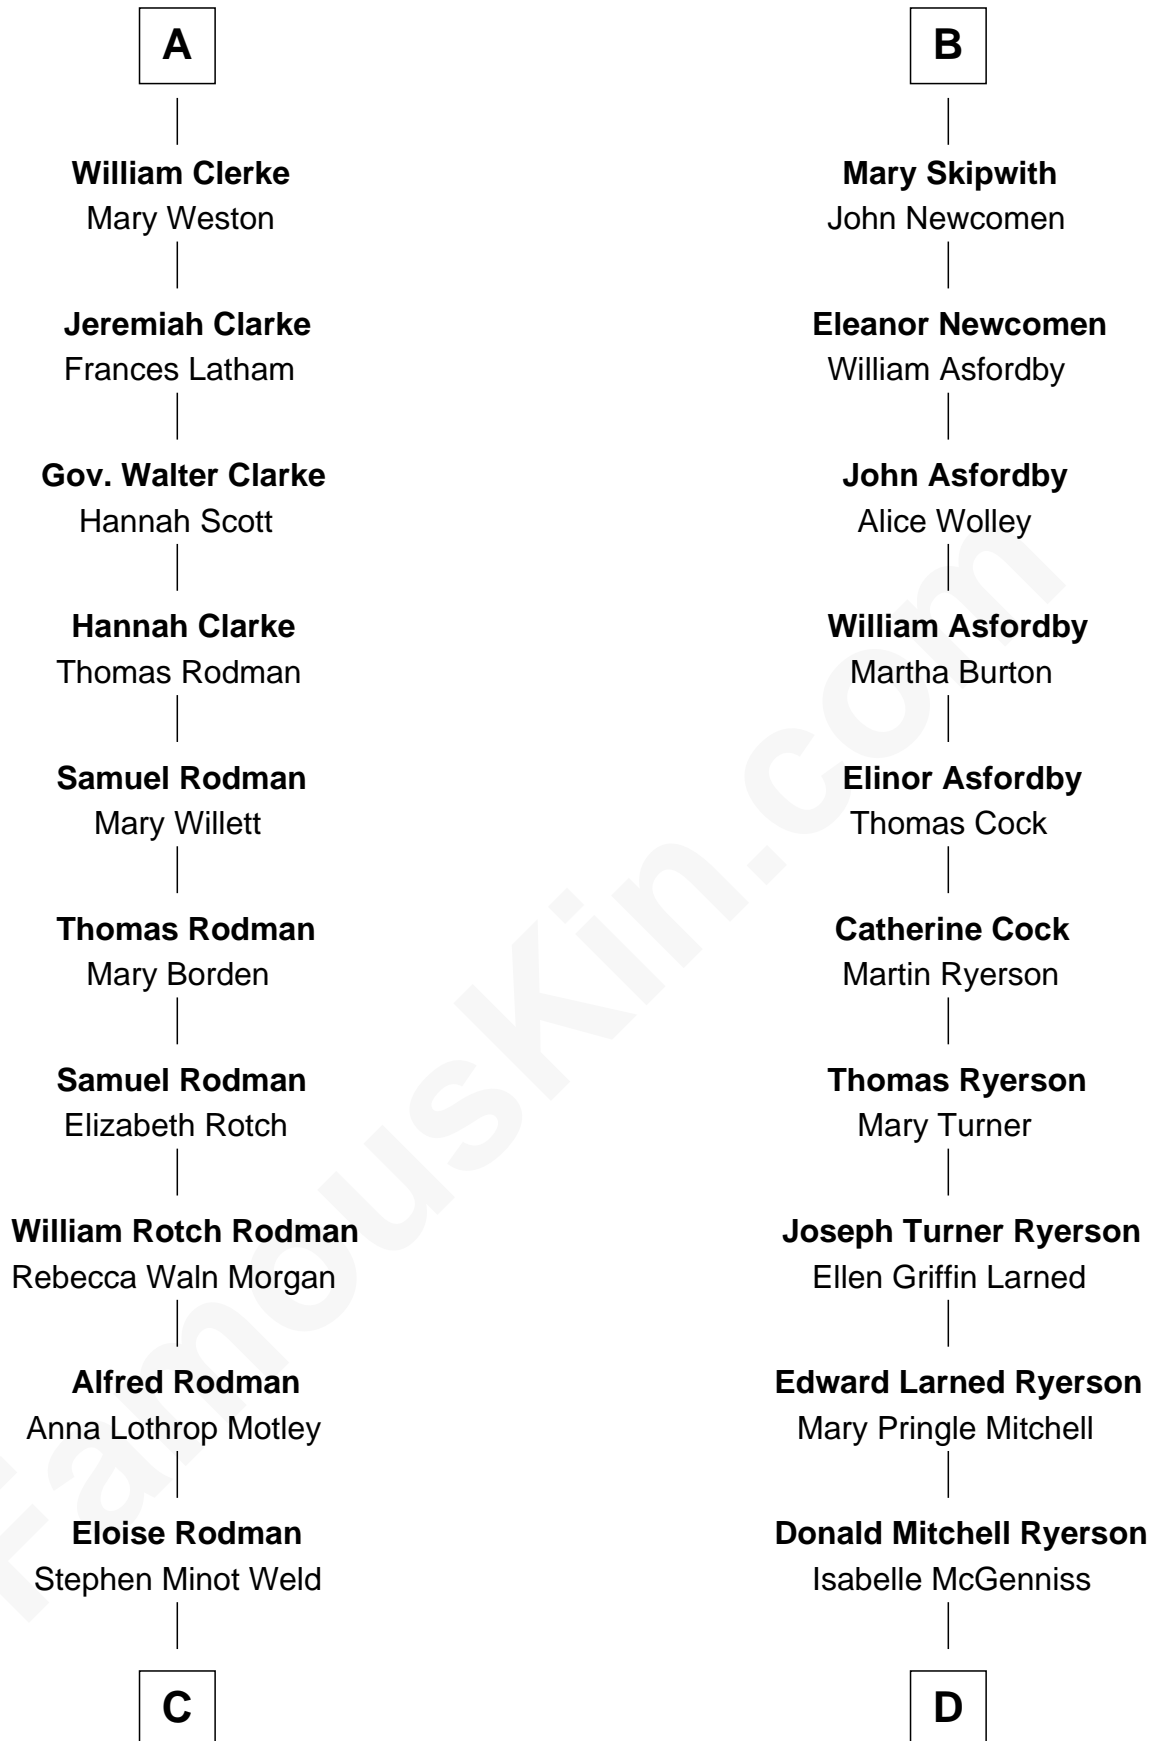 A
William Clerke
Mary Weston
Jeremiah Clarke
Frances Latham
Gov. Walter Clarke
Hannah Scott
Hannah Clarke
Thomas Rodman
Samuel Rodman
Mary Willett
Thomas Rodman
Mary Borden
Samuel Rodman
Elizabeth Rotch
William Rotch Rodman
Rebecca Waln Morgan
Alfred Rodman
Anna Lothrop Motley
Eloise Rodman
Stephen Minot Weld
C
B
Mary Skipwith
John Newcomen
Eleanor Newcomen
William Asfordby
John Asfordby
Alice Wolley
William Asfordby
Martha Burton
Elinor Asfordby
Thomas Cock
Catherine Cock
Martin Ryerson
Thomas Ryerson
Mary Turner
Joseph Turner Ryerson
Ellen Griffin Larned
Edward Larned Ryerson
Mary Pringle Mitchell
Donald Mitchell Ryerson
Isabelle McGenniss
D
FamousKin.com